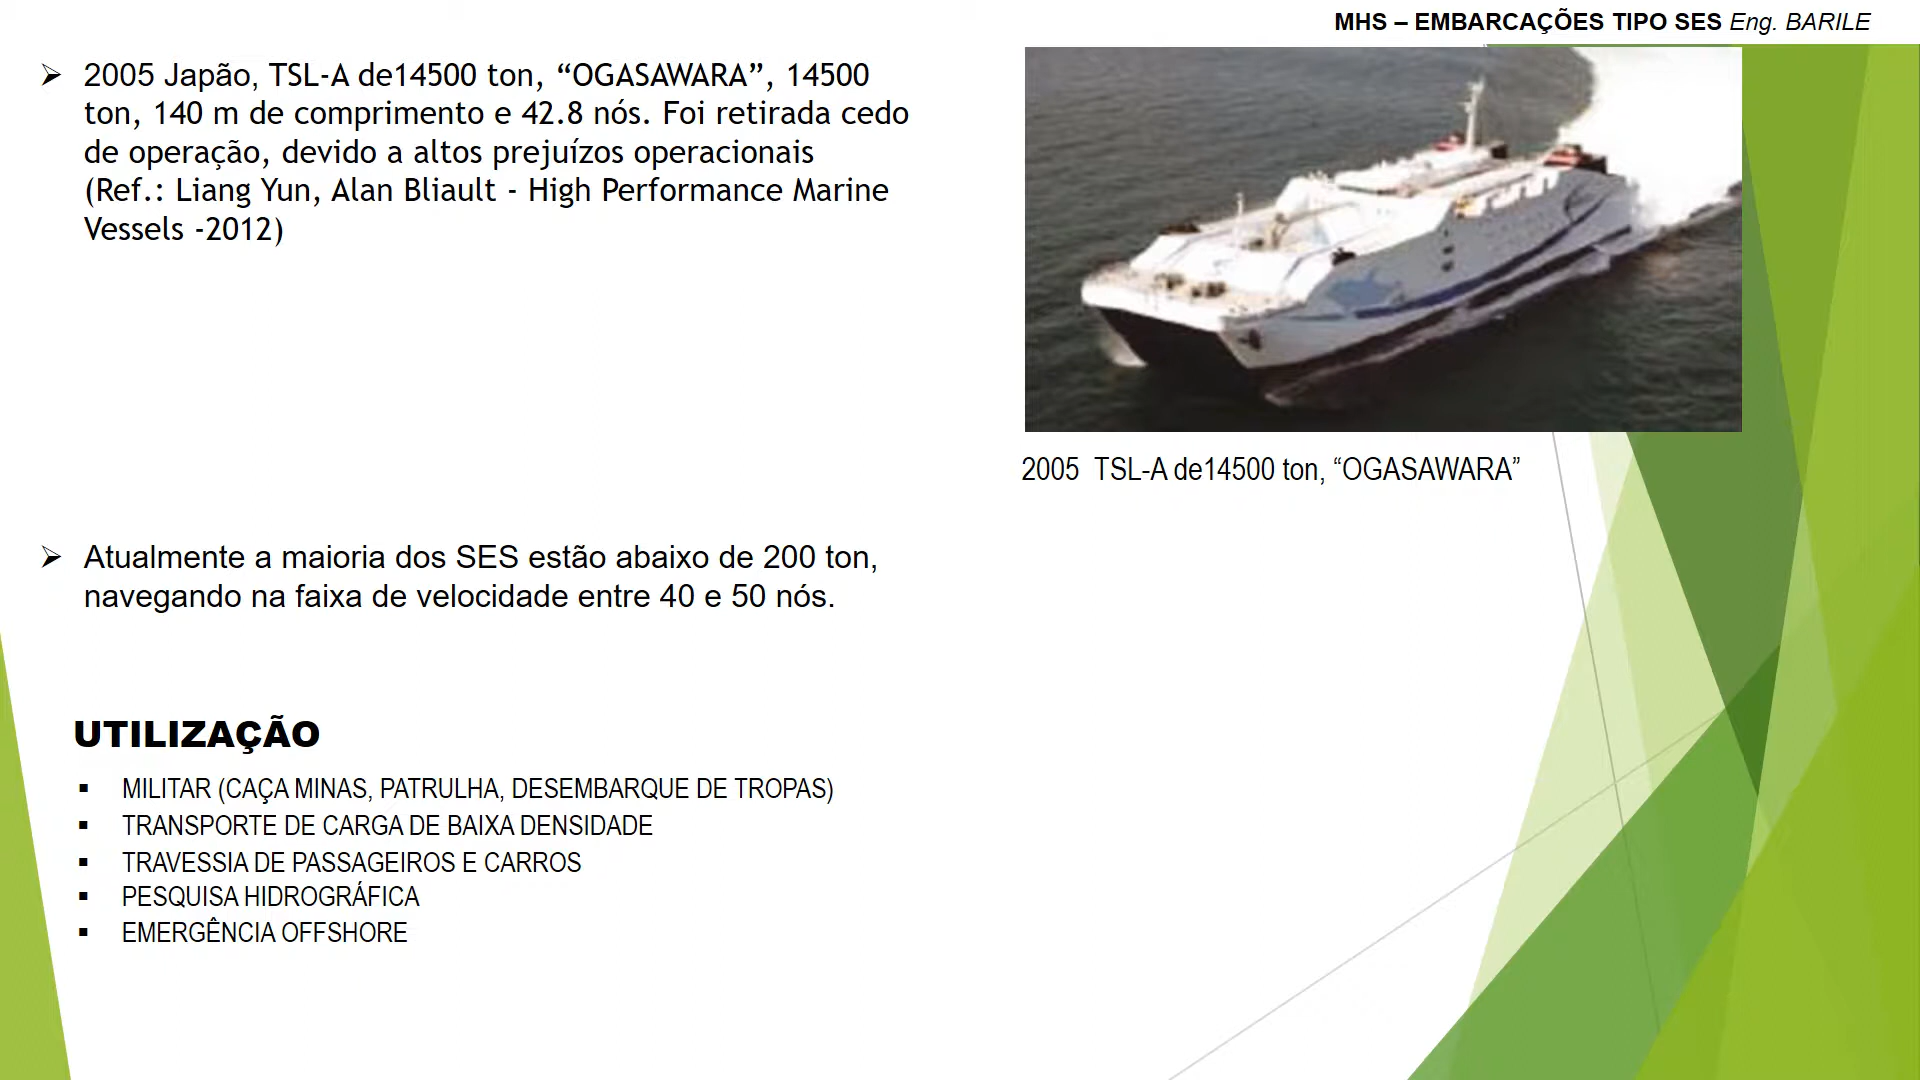 MHS – EMBARCAÇÕES TIPO SES Eng. BARILE
➢ 2005 Japão, TSL-A de14500 ton, “OGASAWARA”, 14500
ton, 140 m de comprimento e 42.8 nós. Foi retirada cedo
de operação, devido a altos prejuízos operacionais
(Ref.: Liang Yun, Alan Bliault - High Performance Marine
Vessels -2012)
2005 TSL-A de14500 ton, “OGASAWARA”
➢ Atualmente a maioria dos SES estão abaixo de 200 ton,
navegando na faixa de velocidade entre 40 e 50 nós.
UTILIZAÇÃO
▪ MILITAR (CAÇA MINAS, PATRULHA, DESEMBARQUE DE TROPAS)
▪ TRANSPORTE DE CARGA DE BAIXA DENSIDADE
▪ TRAVESSIA DE PASSAGEIROS E CARROS
▪ PESQUISA HIDROGRÁFICA
▪ EMERGÊNCIA OFFSHORE